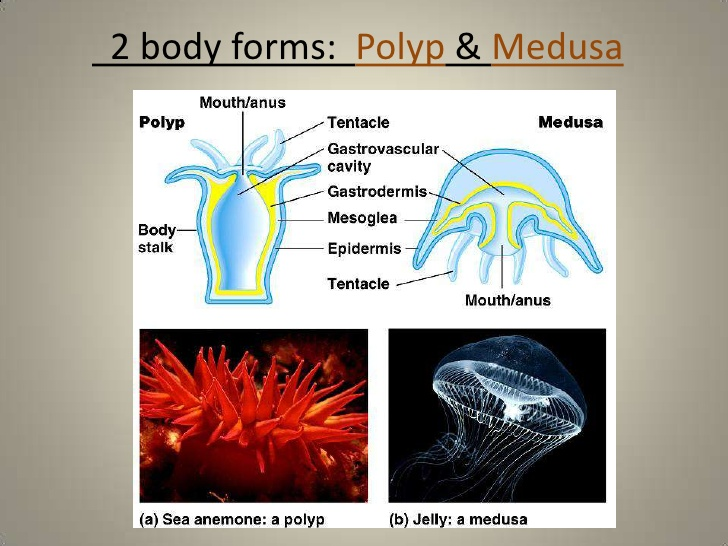 2 body forms: Polyp & Medusa
Mouth/anus
Polyp
Tentacle
Medusa
Gastrovascular
cavity
Gastrodermis
Mesoglea
Body
stalk
Epidermis
Tentacle
Mouth/anus
(a) Sea anemone: a polyp
(b) Jelly: a medusa